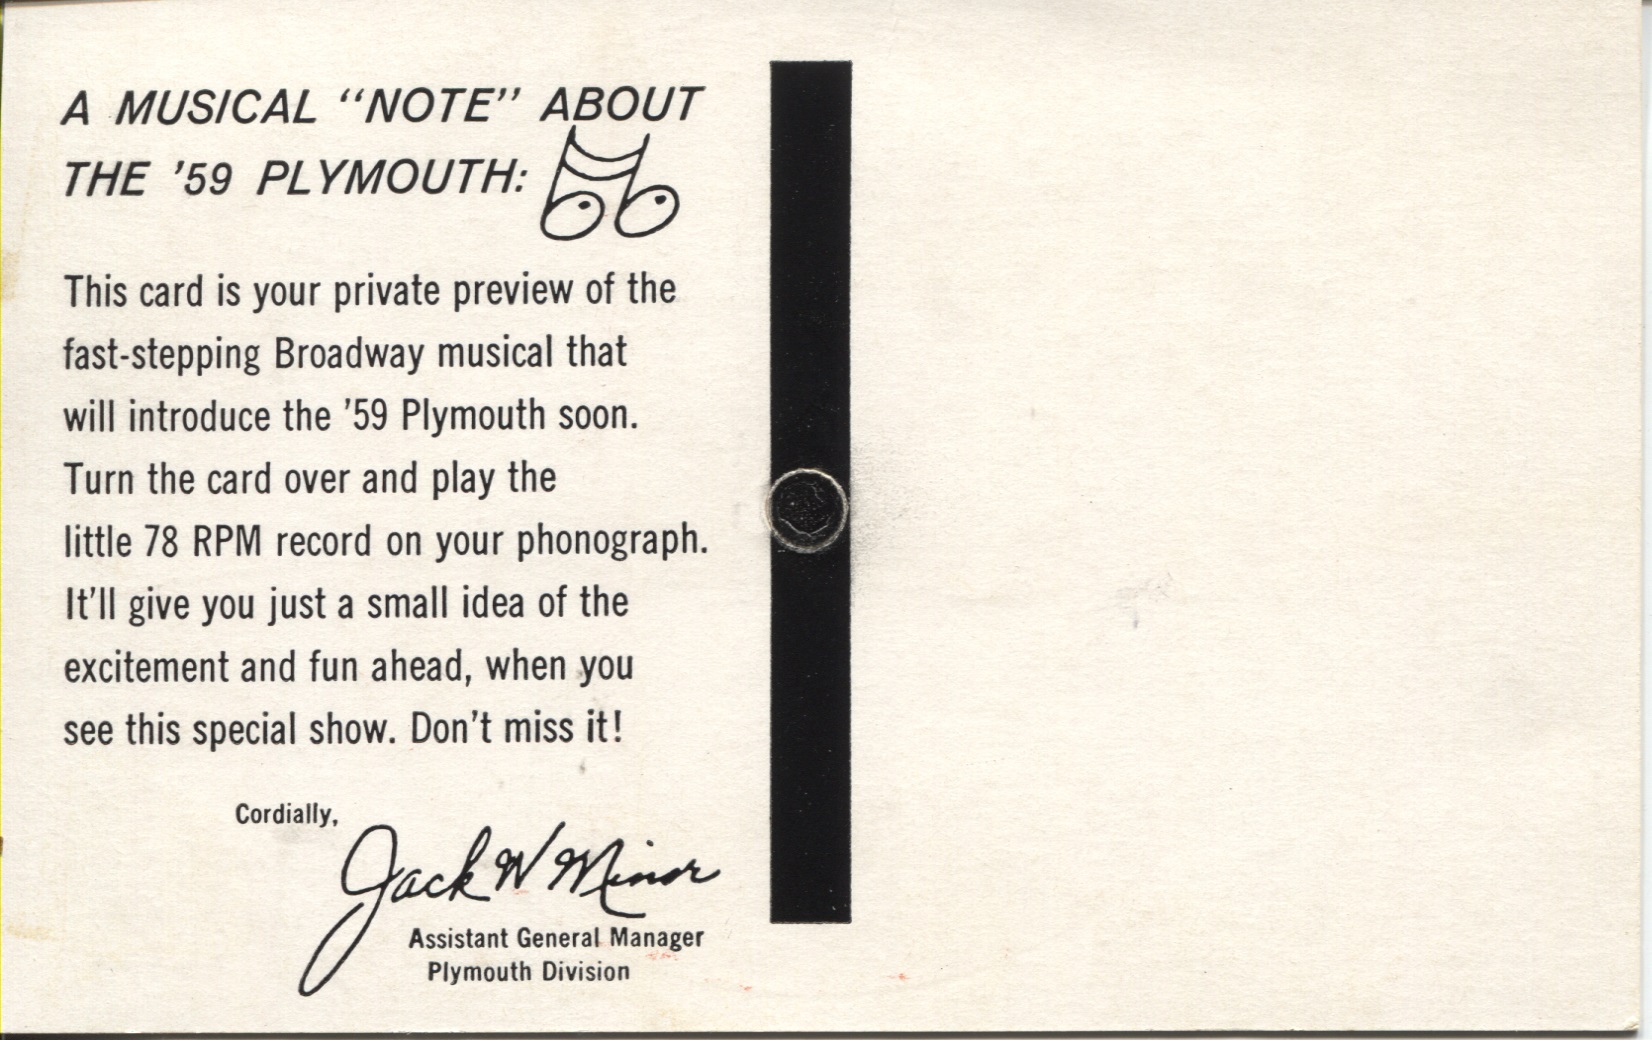 A MUSICAL “NOTE” ABOUT
THE ’59 PLYMOUTH:
This card is your private preview of the
fast-stepping Broadway musical that
will introduce the ’59 Plymouth soon.
Turn the card over and play the
little 78 RPM record on your phonograph.
It’ll give you just a small idea of the
excitement and fun ahead, when you
see this special show. Don’t miss it!
Cordially,
Jack W Minor
Assistant General Manager
Plymouth Division